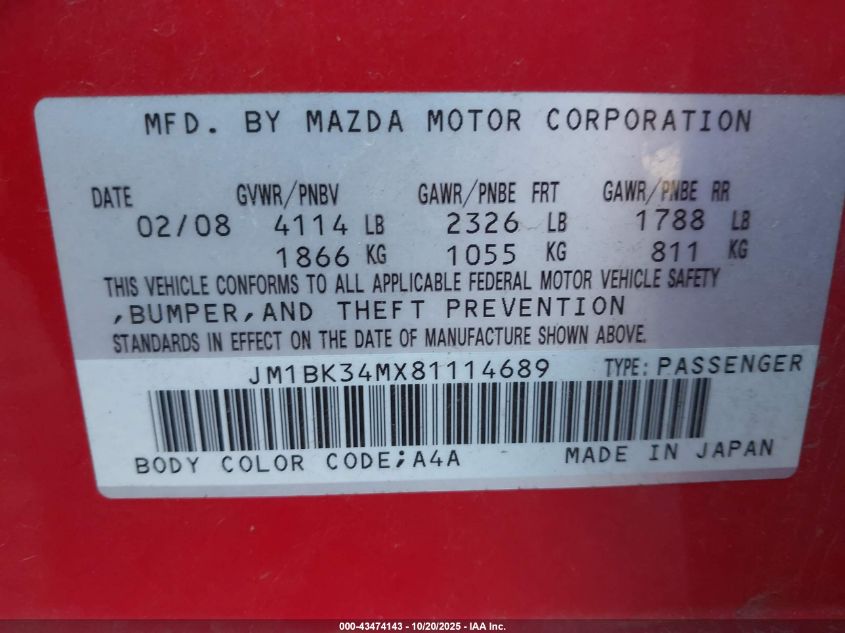 MFD. BY MAZDA MOTOR CORPORATION
DATE GVWR/PNBV GAWR/PNBE FRT GAWR/PNBE RR
02/08 4114 LB 2326 LB 1788 LB
1866 KG 1055 KG 811 KG
THIS VEHICLE CONFORMS TO ALL APPLICABLE FEDERAL MOTOR VEHICLE SAFETY
,BUMPER,AND THEFT PREVENTION
STANDARDS IN EFFECT ON THE DATE OF MANUFACTURE SHOWN ABOVE.
JM1BK34MX81114689 TYPE: PASSENGER
BODY COLOR CODE;A4A MADE IN JAPAN
000-43474143 - 10/20/2025 - IAA Inc.